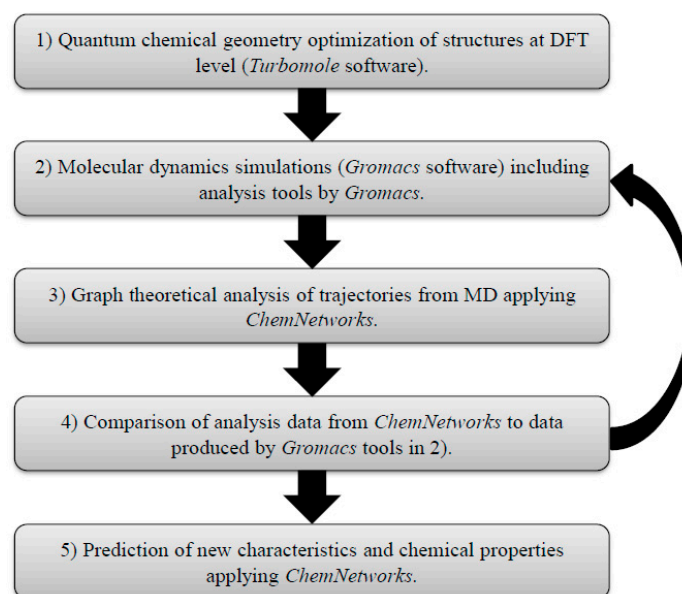 1) Quantum chemical geometry optimization of structures at DFT
level (Turbomole software).
2) Molecular dynamics simulations (Gromacs software) including
analysis tools by Gromacs.
3) Graph theoretical analysis of trajectories from MD applying
ChemNetworks.
4) Comparison of analysis data from ChemNetworks to data
produced by Gromacs tools in 2).
5) Prediction of new characteristics and chemical properties
applying ChemNetworks.